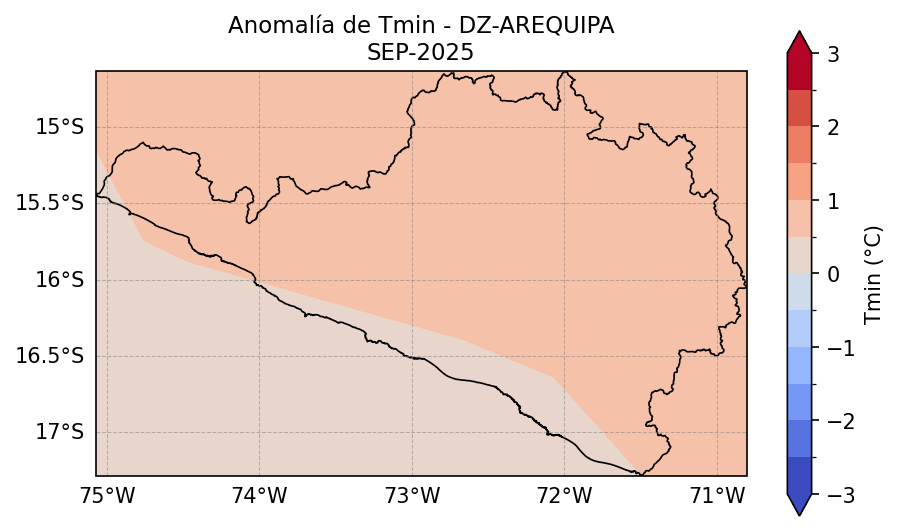 Anomalía de Tmin - DZ-AREQUIPA
SEP-2025
15°S
15.5°S
16°S
16.5°S
17°S
75°W
74°W
73°W
72°W
71°W
3
2
1
0
−1
−2
−3
Tmin (°C)